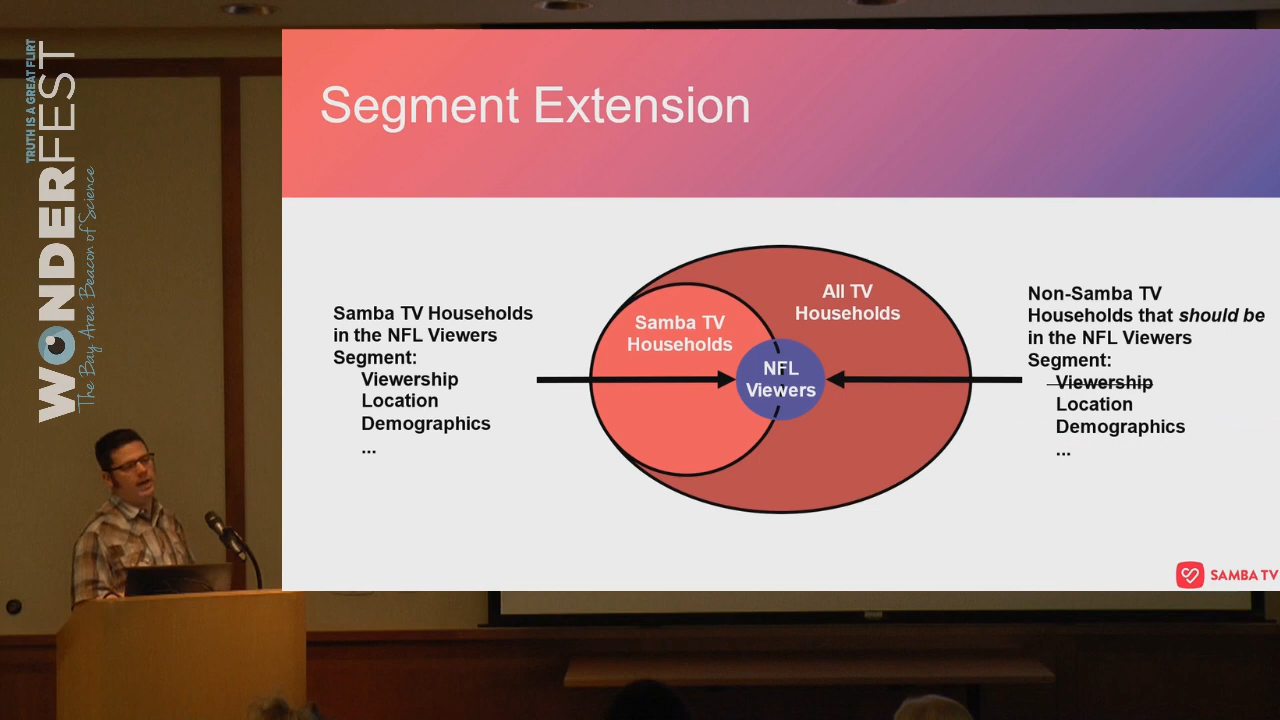 TRUTH IS A GREAT FLIRT
WONDERFEST
The Bay Area Beacon of Science
Segment Extension
Samba TV Households
in the NFL Viewers
Segment:
Viewership
Location
Demographics
...
Samba TV
Households
All TV
Households
NFL
Viewers
Non-Samba TV
Households that should be
in the NFL Viewers
Segment:
Viewership
Location
Demographics
...
SAMBA TV